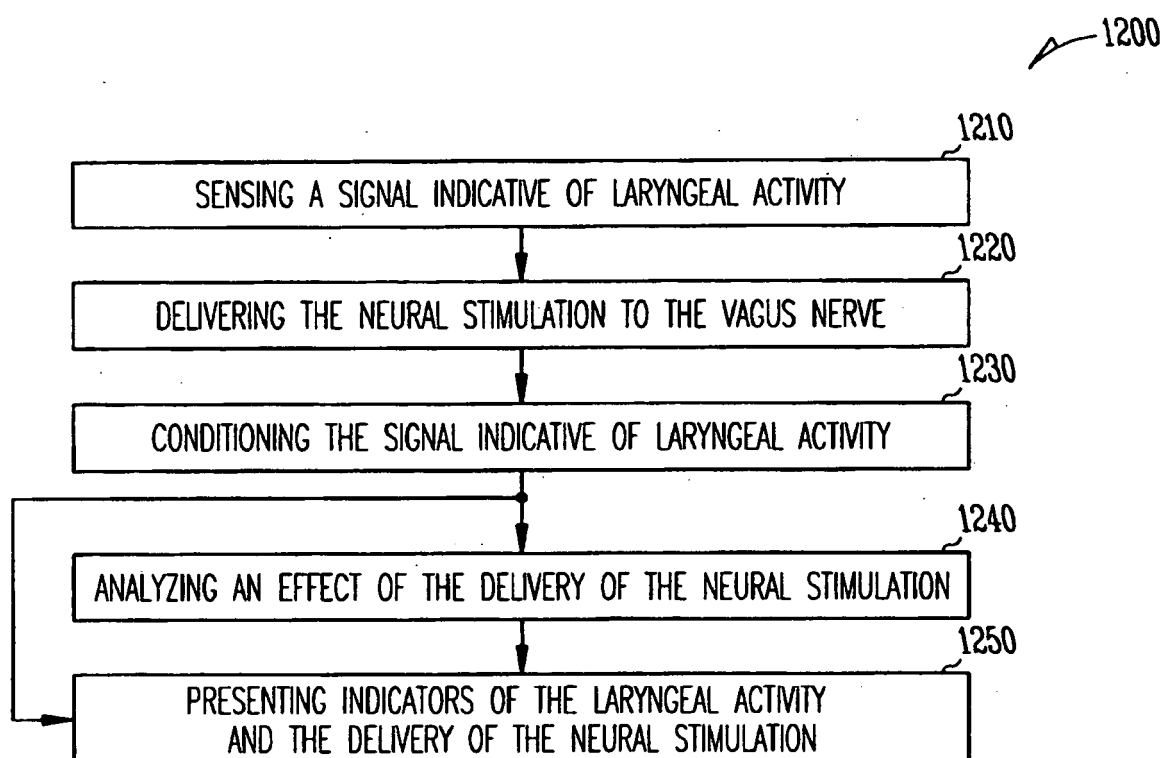 1200
1210
SENSING A SIGNAL INDICATIVE OF LARYNGEAL ACTIVITY
1220
DELIVERING THE NEURAL STIMULATION TO THE VAGUS NERVE
1230
CONDITIONING THE SIGNAL INDICATIVE OF LARYNGEAL ACTIVITY
1240
ANALYZING AN EFFECT OF THE DELIVERY OF THE NEURAL STIMULATION
1250
PRESENTING INDICATORS OF THE LARYNGEAL ACTIVITY
AND THE DELIVERY OF THE NEURAL STIMULATION